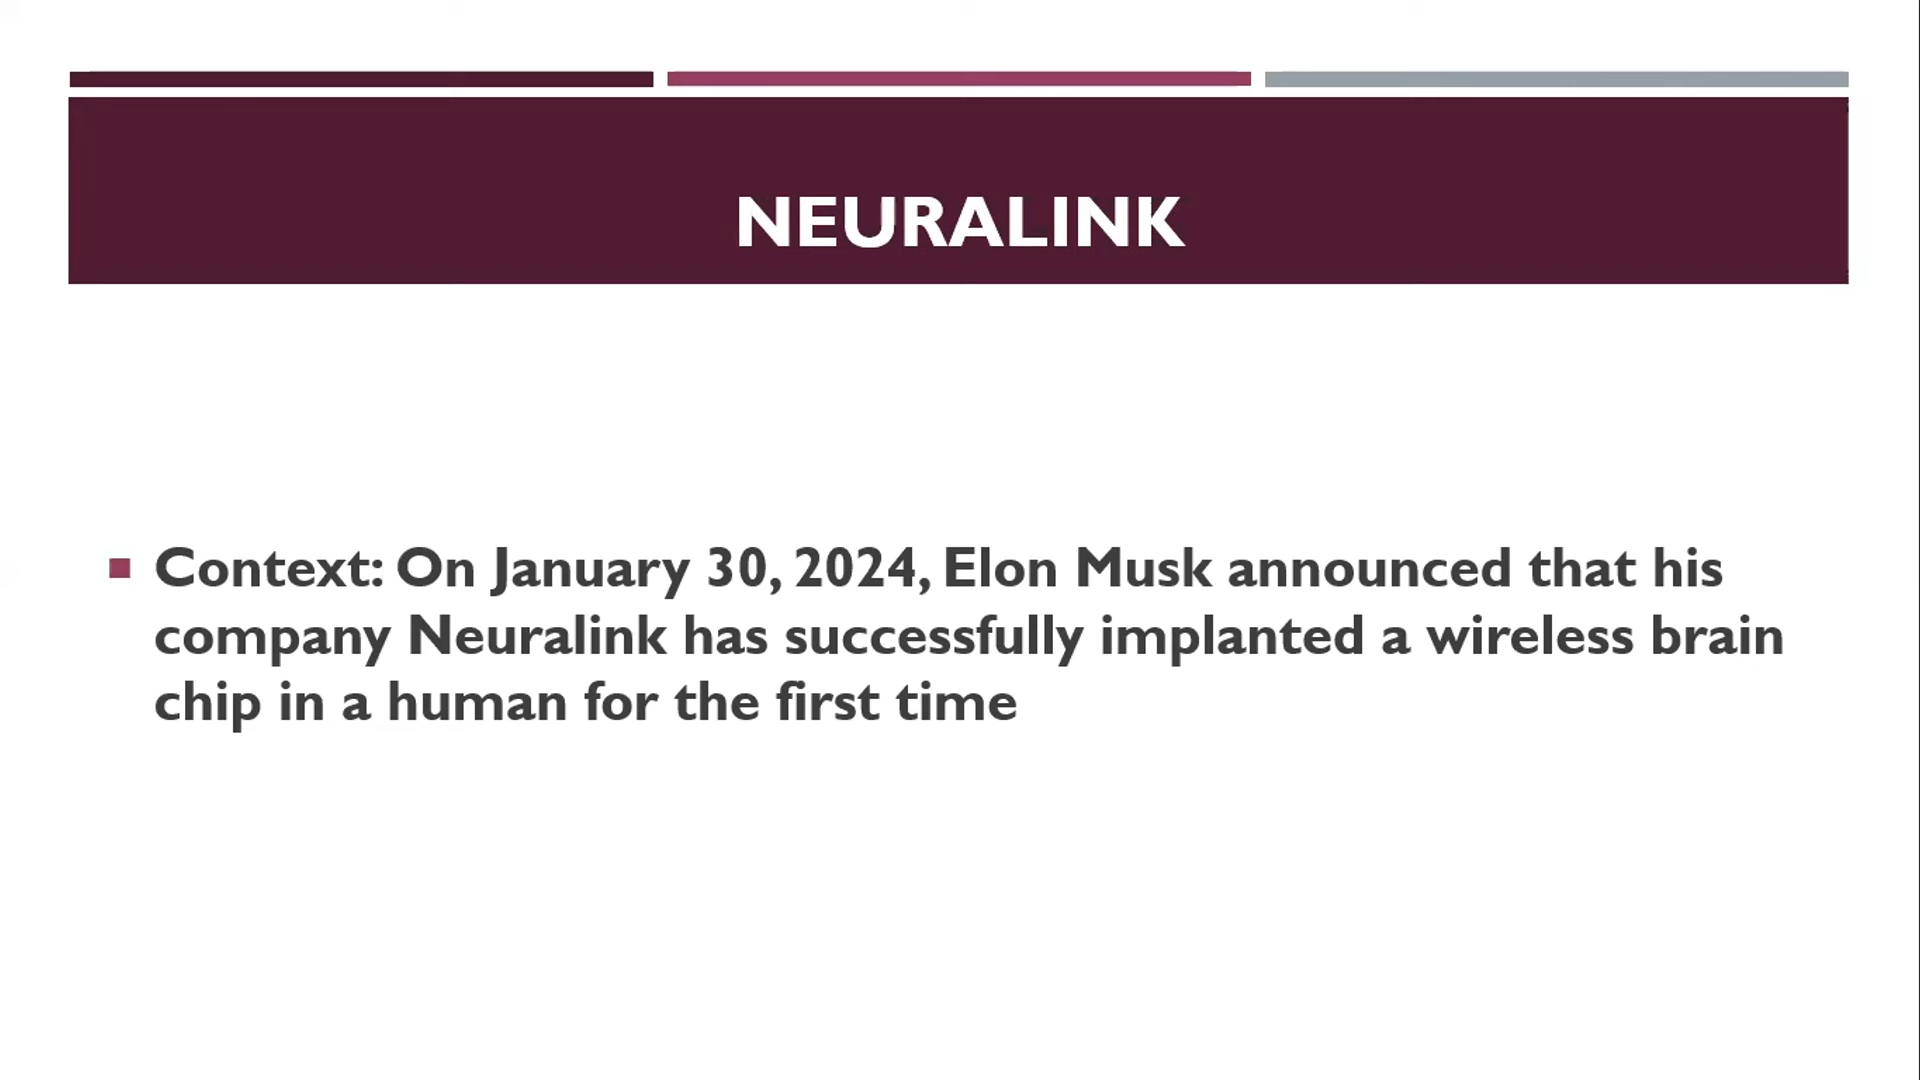 NEURALINK
Context: On January 30, 2024, Elon Musk announced that his
company Neuralink has successfully implanted a wireless brain
chip in a human for the first time